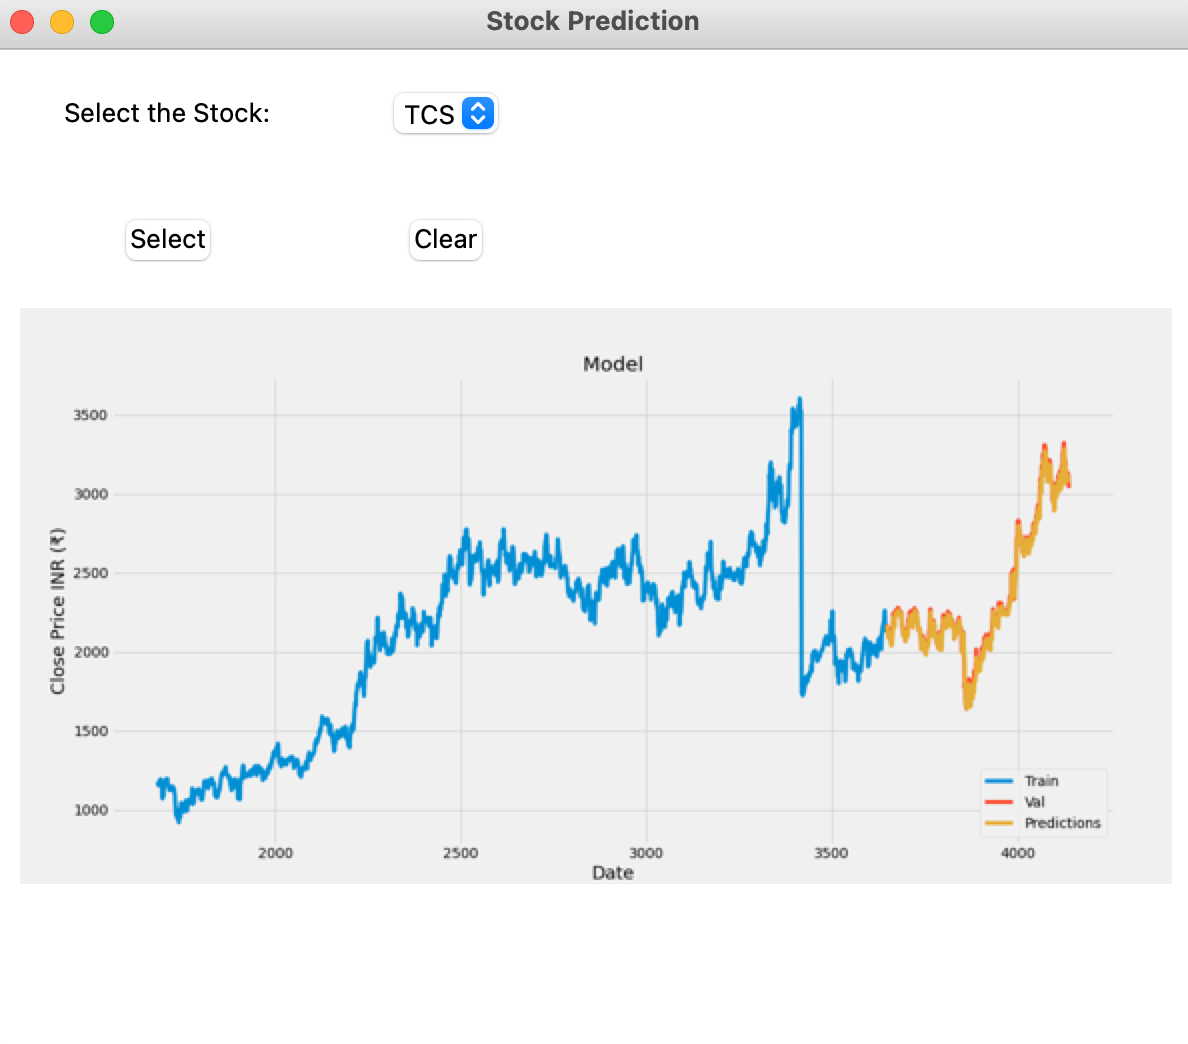 Stock Prediction
Select the Stock:
TCS
Select
Clear
Model
3500
3000
2500
2000
1500
1000
Close Price INR (₹)
2000
2500
3000
3500
4000
Date
Train
Val
Predictions